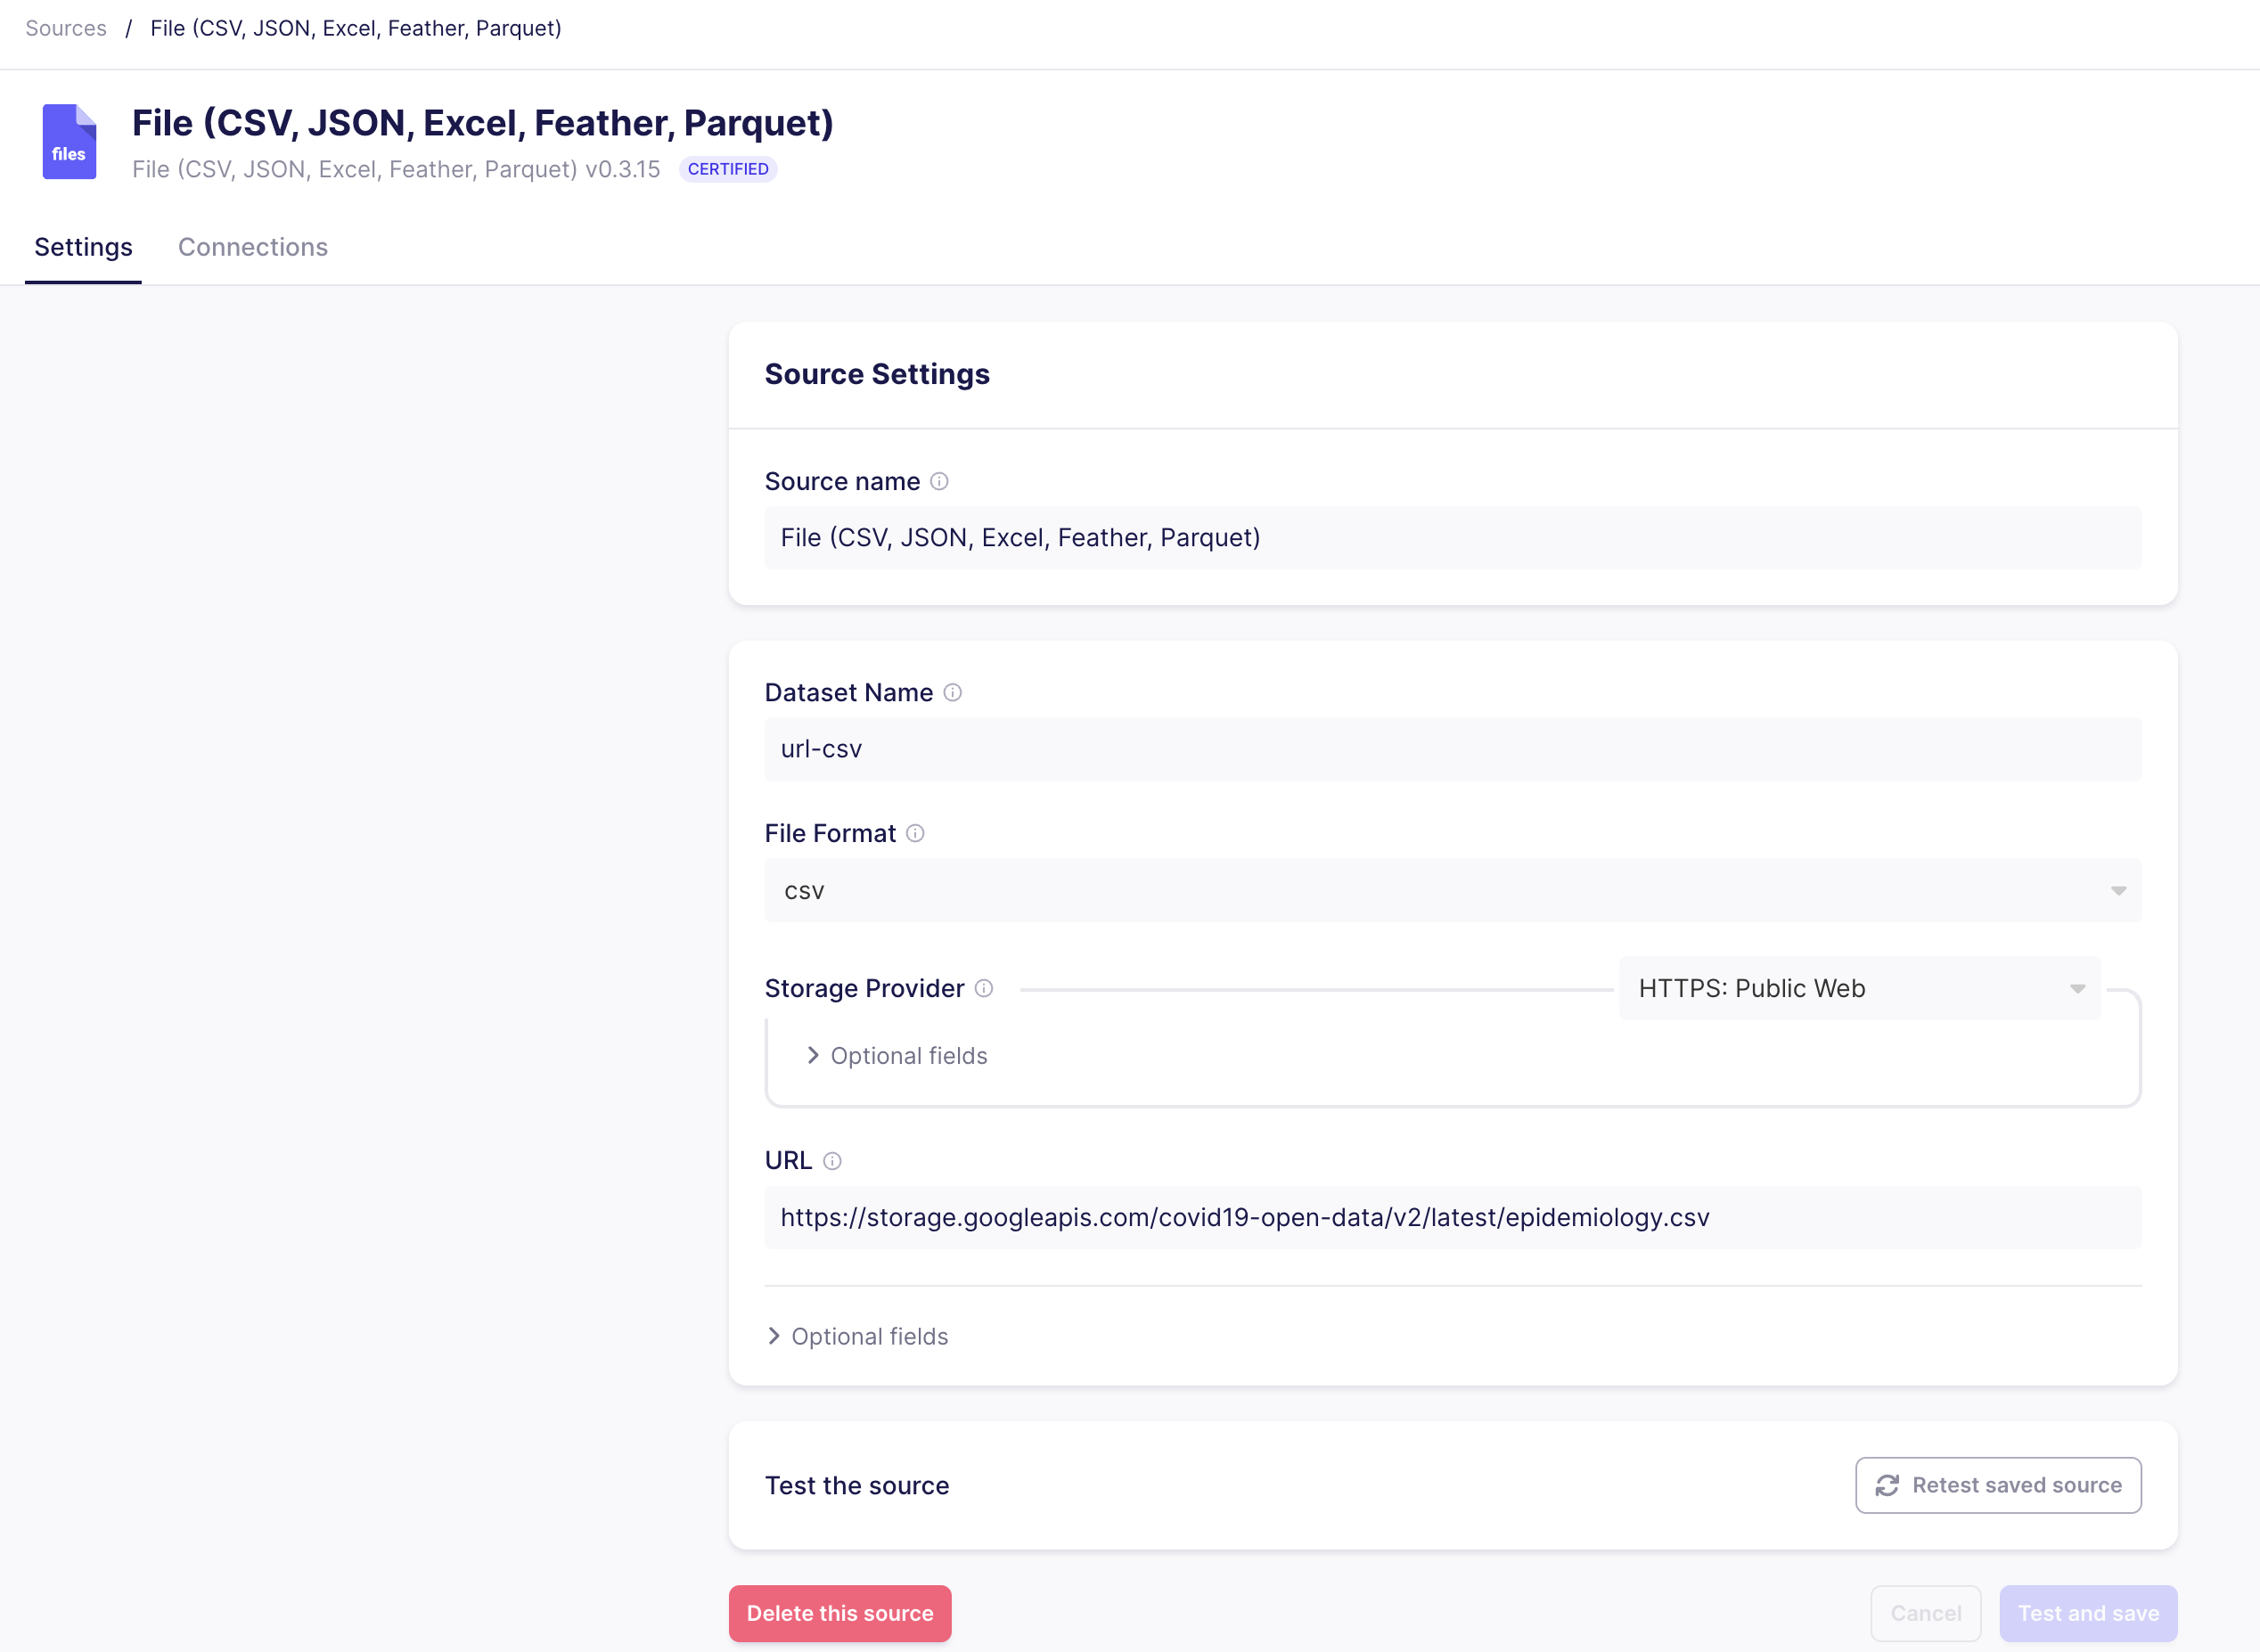 Sources / File (CSV, JSON, Excel, Feather, Parquet)
files
File (CSV, JSON, Excel, Feather, Parquet)
File (CSV, JSON, Excel, Feather, Parquet) v0.3.15 CERTIFIED
Settings Connections
Source Settings
Source name
File (CSV, JSON, Excel, Feather, Parquet)
Dataset Name
url-csv
File Format
csv
Storage Provider HTTPS: Public Web
Optional fields
URL
https://storage.googleapis.com/covid19-open-data/v2/latest/epidemiology.csv
Optional fields
Test the source Retest saved source
Delete this source Cancel Test and save